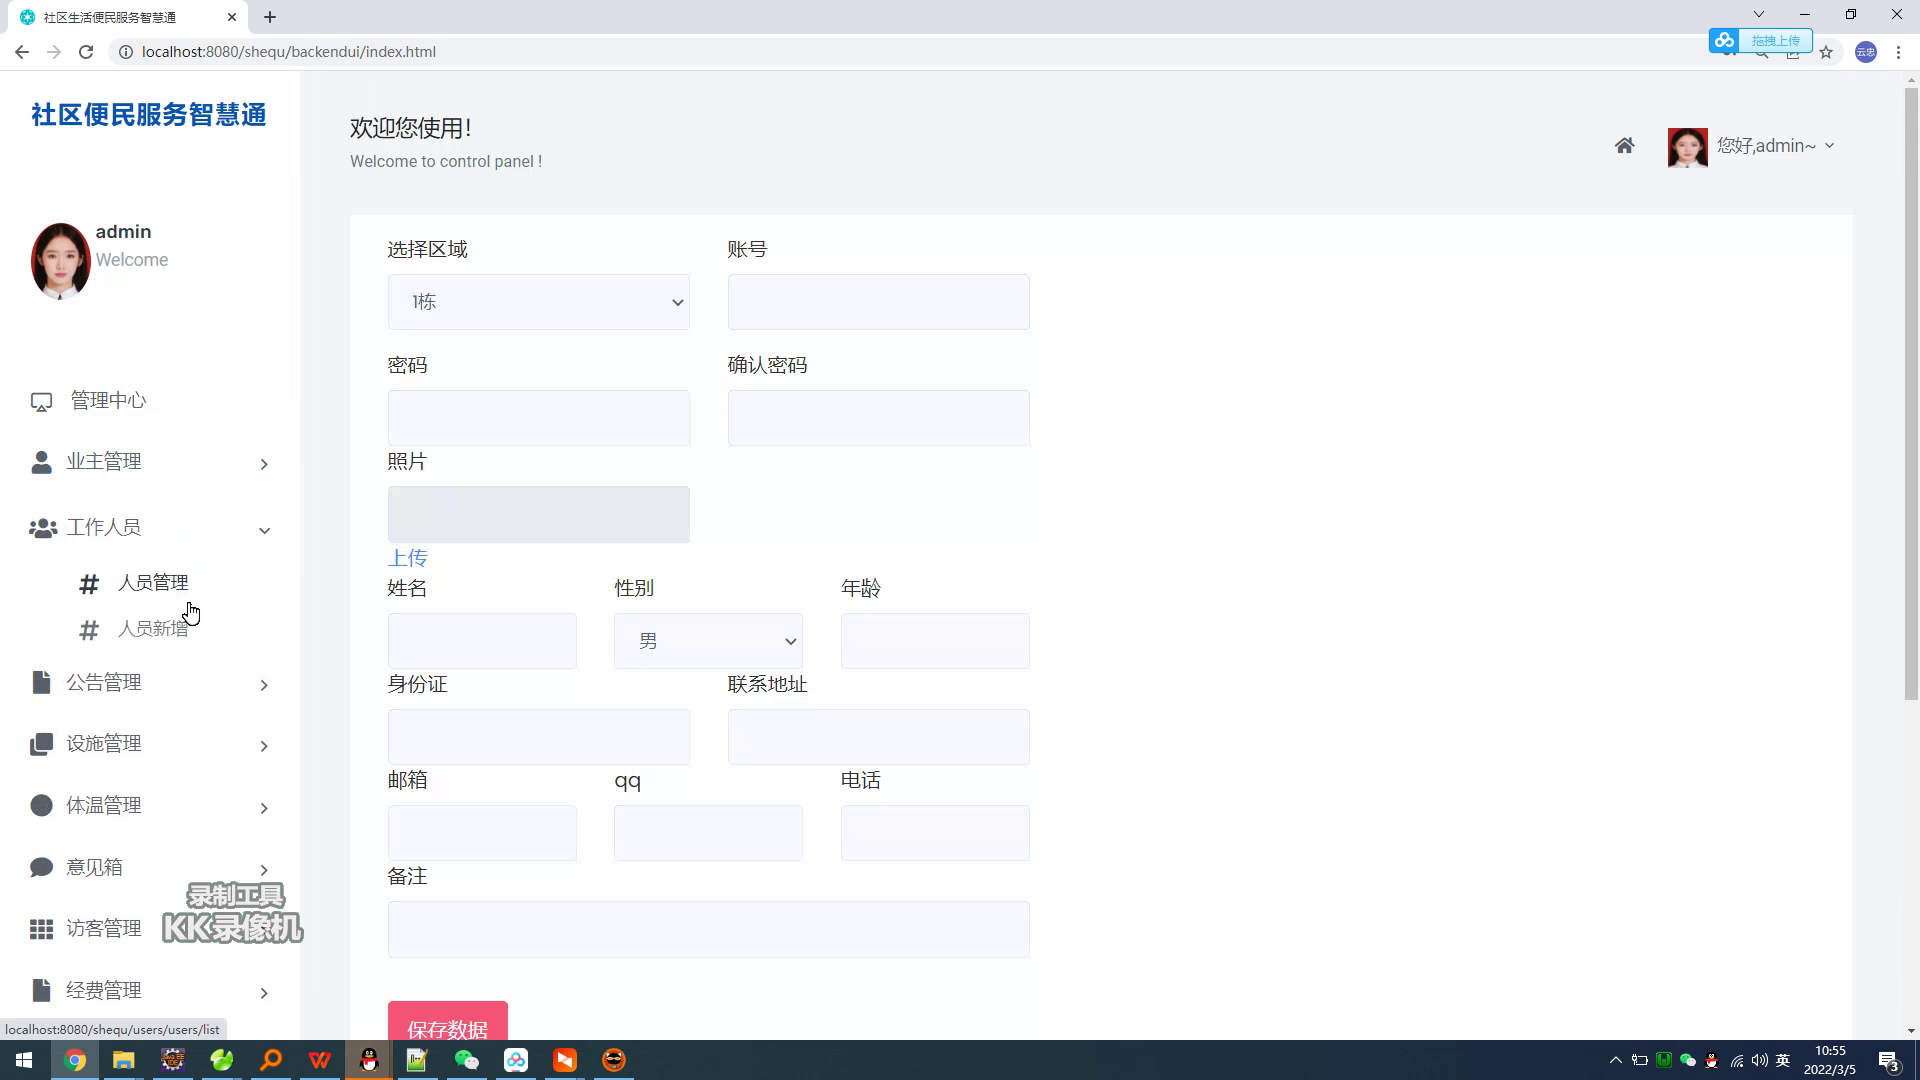 社区生活便民服务智慧通
localhost:8080/shequ/backendui/index.html
拖拽上传
云忠
社区便民服务智慧通
欢迎您使用!
Welcome to control panel !
您好,admin~
admin
Welcome
管理中心
业主管理
工作人员
人员管理
人员新增
公告管理
设施管理
体温管理
意见箱
访客管理
经费管理
选择区域
账号
1栋
密码
确认密码
照片
上传
姓名
性别
年龄
男
身份证
联系地址
邮箱
qq
电话
备注
保存数据
录制工具
KK录像机
localhost:8080/shequ/users/users/list
英
10:55
2022/3/5
3